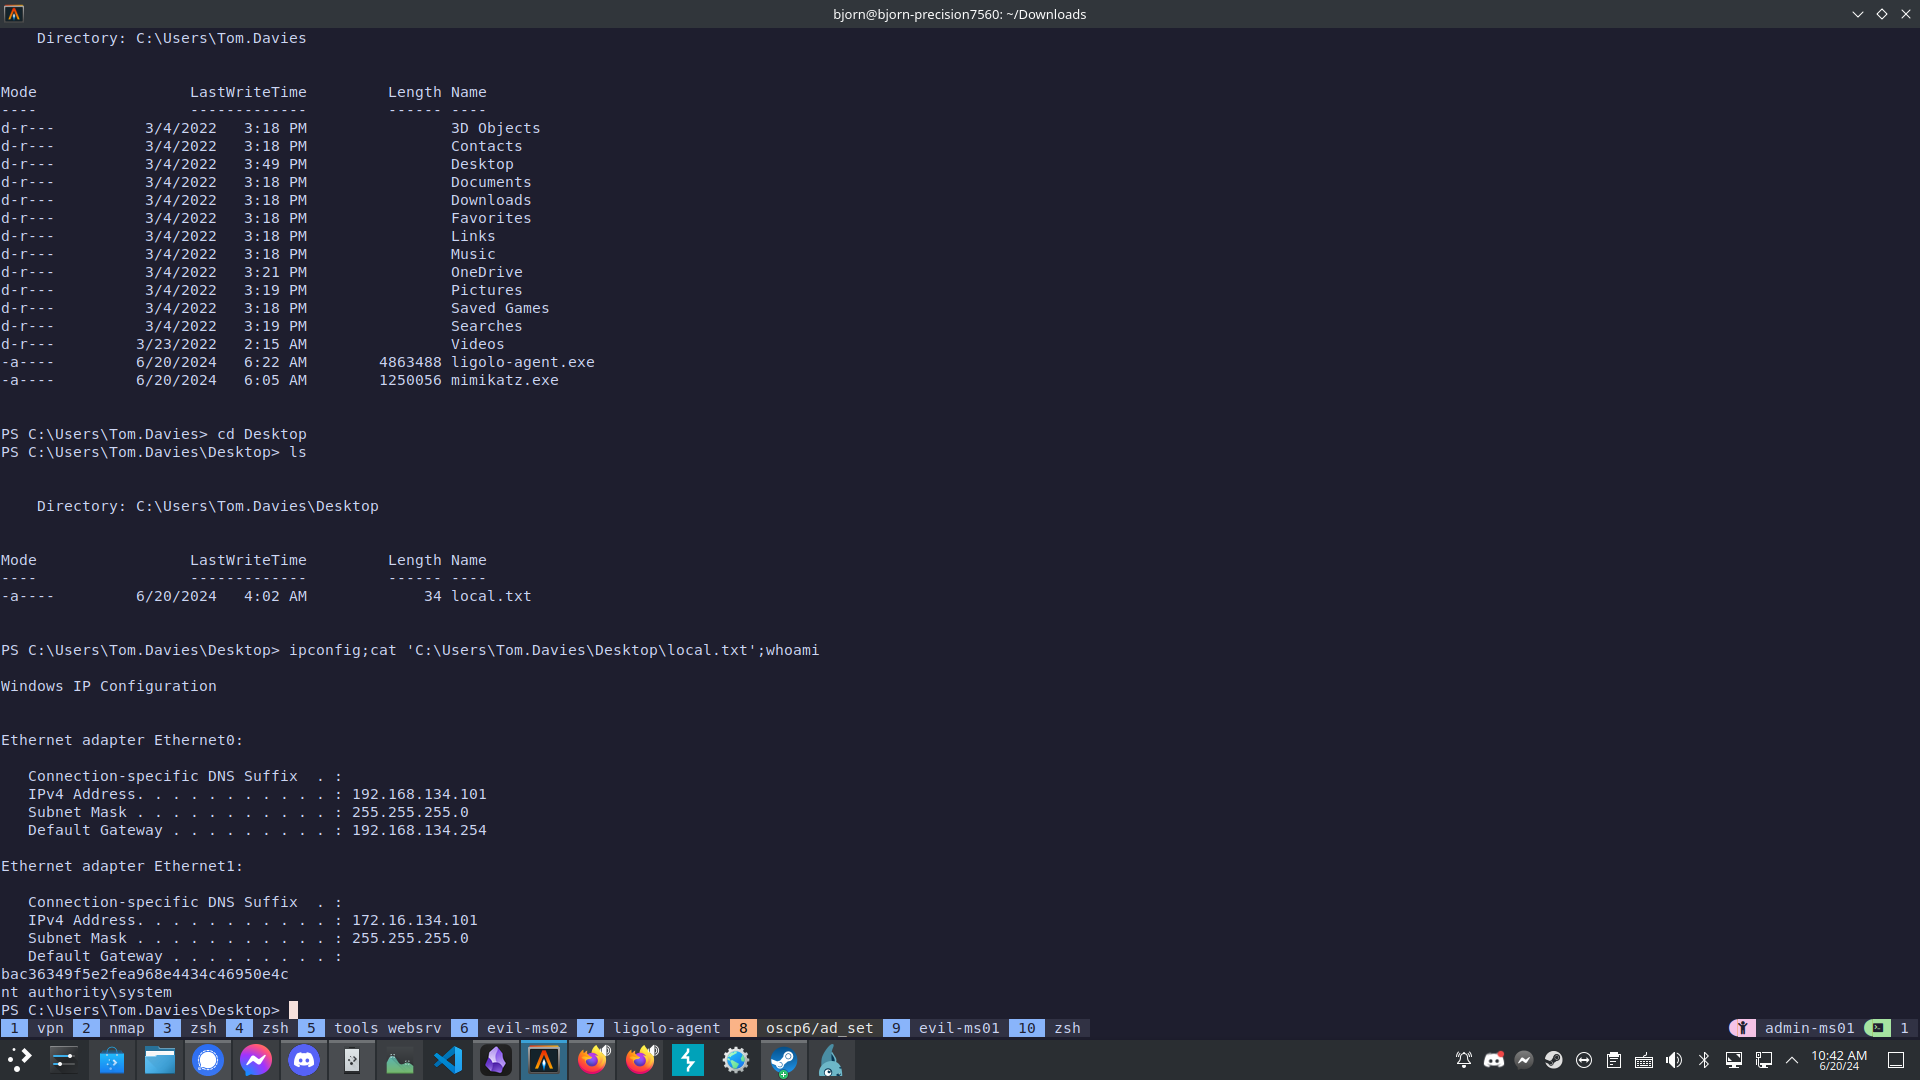 bjorn@bjorn-precision7560: ~/Downloads
    Directory: C:\Users\Tom.Davies
Mode                 LastWriteTime         Length Name
----                 -------------         ------ ----
d-r---          3/4/2022   3:18 PM                3D Objects
d-r---          3/4/2022   3:18 PM                Contacts
d-r---          3/4/2022   3:49 PM                Desktop
d-r---          3/4/2022   3:18 PM                Documents
d-r---          3/4/2022   3:18 PM                Downloads
d-r---          3/4/2022   3:18 PM                Favorites
d-r---          3/4/2022   3:18 PM                Links
d-r---          3/4/2022   3:18 PM                Music
d-r---          3/4/2022   3:21 PM                OneDrive
d-r---          3/4/2022   3:19 PM                Pictures
d-r---          3/4/2022   3:18 PM                Saved Games
d-r---          3/4/2022   3:19 PM                Searches
d-r---         3/23/2022   2:15 AM                Videos
-a----         6/20/2024   6:22 AM        4863488 ligolo-agent.exe
-a----         6/20/2024   6:05 AM        1250056 mimikatz.exe
PS C:\Users\Tom.Davies> cd Desktop
PS C:\Users\Tom.Davies\Desktop> ls
    Directory: C:\Users\Tom.Davies\Desktop
Mode                 LastWriteTime         Length Name
----                 -------------         ------ ----
-a----         6/20/2024   4:02 AM             34 local.txt
PS C:\Users\Tom.Davies\Desktop> ipconfig;cat 'C:\Users\Tom.Davies\Desktop\local.txt';whoami
Windows IP Configuration
Ethernet adapter Ethernet0:
   Connection-specific DNS Suffix  . :
   IPv4 Address. . . . . . . . . . . : 192.168.134.101
   Subnet Mask . . . . . . . . . . . : 255.255.255.0
   Default Gateway . . . . . . . . . : 192.168.134.254
Ethernet adapter Ethernet1:
   Connection-specific DNS Suffix  . :
   IPv4 Address. . . . . . . . . . . : 172.16.134.101
   Subnet Mask . . . . . . . . . . . : 255.255.255.0
   Default Gateway . . . . . . . . . :
bac36349f5e2fea968e4434c46950e4c
nt authority\system
PS C:\Users\Tom.Davies\Desktop>
1 vpn 2 nmap 3 zsh 4 zsh 5 tools websrv 6 evil-ms02 7 ligolo-agent 8 oscp6/ad_set 9 evil-ms01 10 zsh admin-ms01 1
10:42 AM
6/20/24